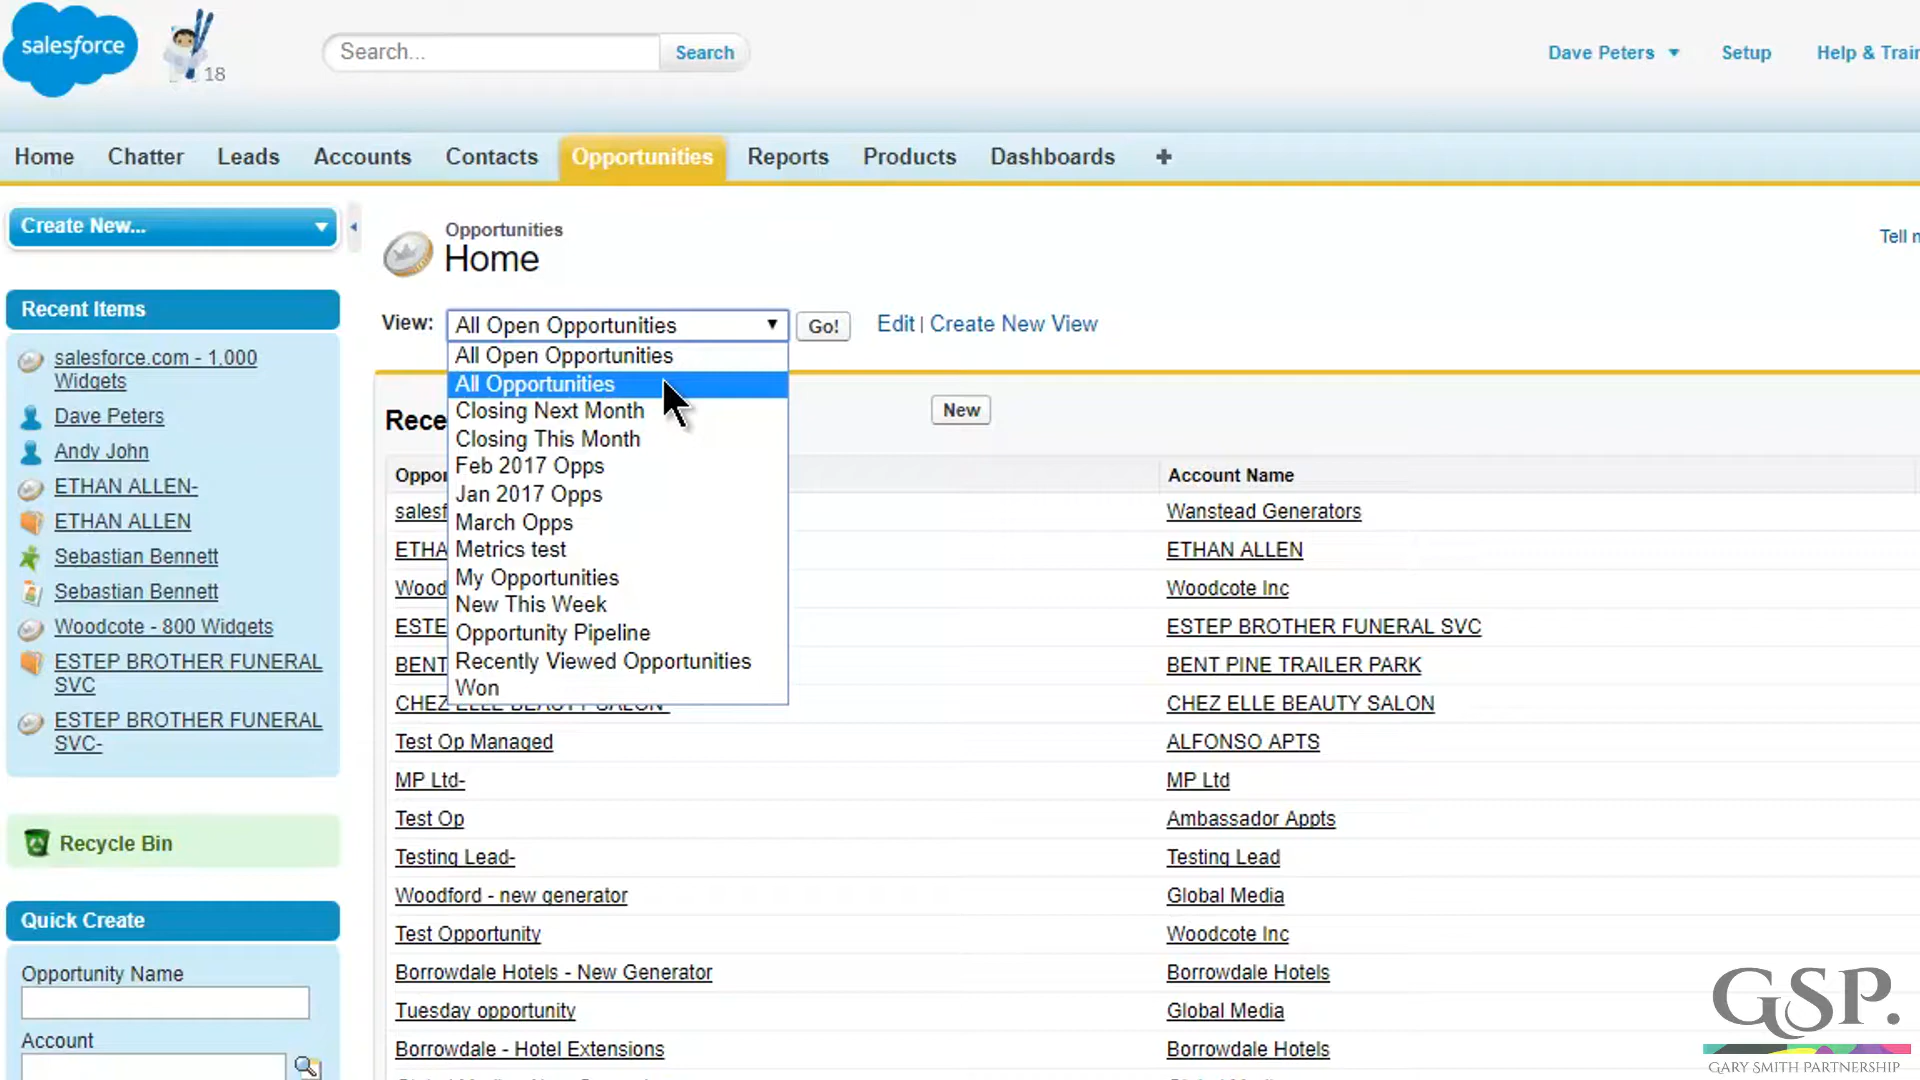 salesforce
18
Search...
Search
Dave Peters
Setup
Help & Train
Home
Chatter
Leads
Accounts
Contacts
Opportunities
Reports
Products
Dashboards
+
Create New...
Opportunities
Home
Tell
View:
All Open Opportunities
Go!
Edit | Create New View
All Open Opportunities
All Opportunities
Closing Next Month
Closing This Month
Feb 2017 Opps
Jan 2017 Opps
March Opps
Metrics test
My Opportunities
New This Week
Opportunity Pipeline
Recently Viewed Opportunities
Won
Recent Items
salesforce.com - 1,000
Widgets
Dave Peters
Andy John
ETHAN ALLEN-
ETHAN ALLEN
Sebastian Bennett
Sebastian Bennett
Woodcote - 800 Widgets
ESTEP BROTHER FUNERAL
SVC
ESTEP BROTHER FUNERAL
SVC-
Recycle Bin
Quick Create
Opportunity Name
Account
Rece
New
Oppor
Account Name
salesf
Wanstead Generators
ETHA
ETHAN ALLEN
Wood
Woodcote Inc
ESTE
ESTEP BROTHER FUNERAL SVC
BENT
BENT PINE TRAILER PARK
CHEZ ELLE BEAUTY SALON-
CHEZ ELLE BEAUTY SALON
Test Op Managed
ALFONSO APTS
MP Ltd-
MP Ltd
Test Op
Ambassador Appts
Testing Lead-
Testing Lead
Woodford - new generator
Global Media
Test Opportunity
Woodcote Inc
Borrowdale Hotels - New Generator
Borrowdale Hotels
Tuesday opportunity
Global Media
Borrowdale - Hotel Extensions
Borrowdale Hotels
GSP.
GARY SMITH PARTNERSHIP